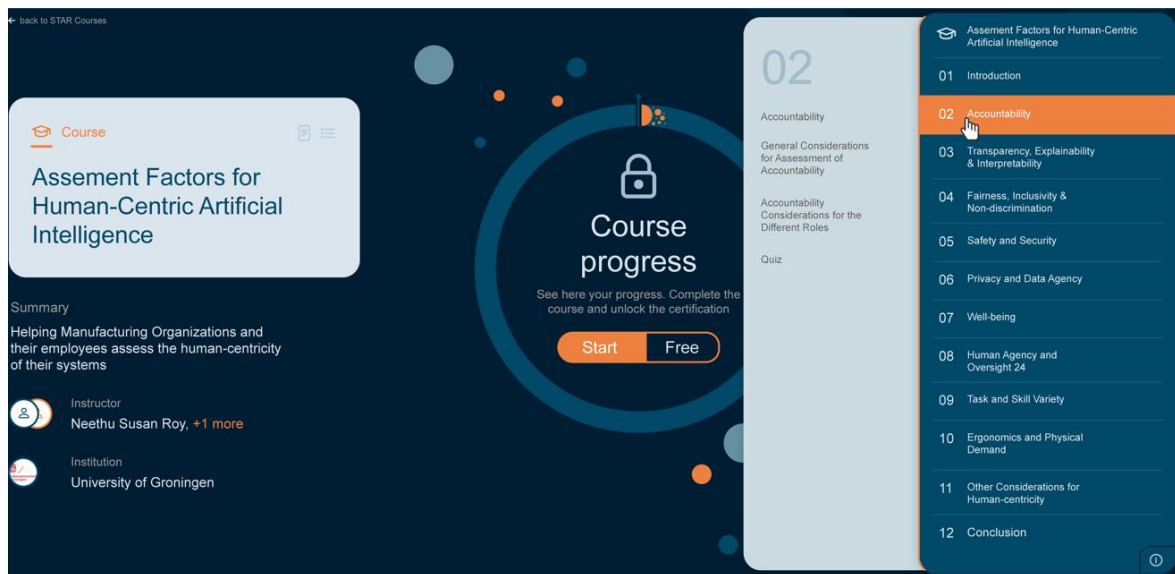 ← back to STAR Courses
Course
Assement Factors for
Human-Centric Artificial
Intelligence
Summary
Helping Manufacturing Organizations and
their employees assess the human-centricity
of their systems
Instructor
Neethu Susan Roy, +1 more
Institution
University of Groningen
Course
progress
See here your progress. Complete the
course and unlock the certification
Start
Free
02
Accountability
General Considerations
for Assessment of
Accountability
Accountability
Considerations for the
Different Roles
Quiz
Assement Factors for Human-Centric
Artificial Intelligence
01 Introduction
02 Accountability
03 Transparency, Explainability
& Interpretability
04 Fairness, Inclusivity &
Non-discrimination
05 Safety and Security
06 Privacy and Data Agency
07 Well-being
08 Human Agency and
Oversight 24
09 Task and Skill Variety
10 Ergonomics and Physical
Demand
11 Other Considerations for
Human-centricity
12 Conclusion